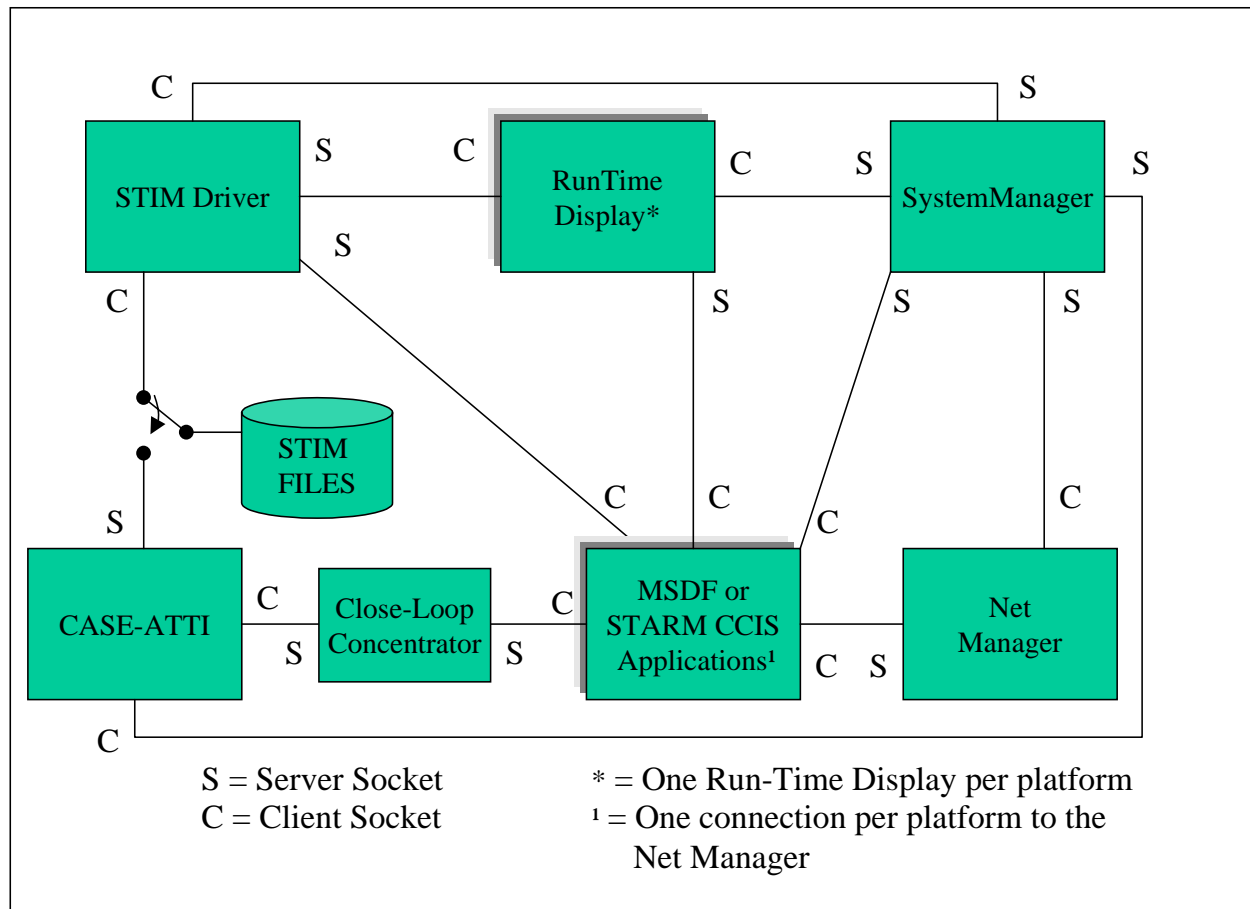 C
S
S
C
C
S
S
STIM Driver
RunTime
Display*
SystemManager
S
C
S
S
S
STIM
FILES
C
C
C
C
S
CASE-ATTI
C
S
Close-Loop
Concentrator
S
C
MSDF or
STARM CCIS
Applications¹
C
S
Net
Manager
C
S = Server Socket
C = Client Socket
* = One Run-Time Display per platform
¹ = One connection per platform to the
Net Manager